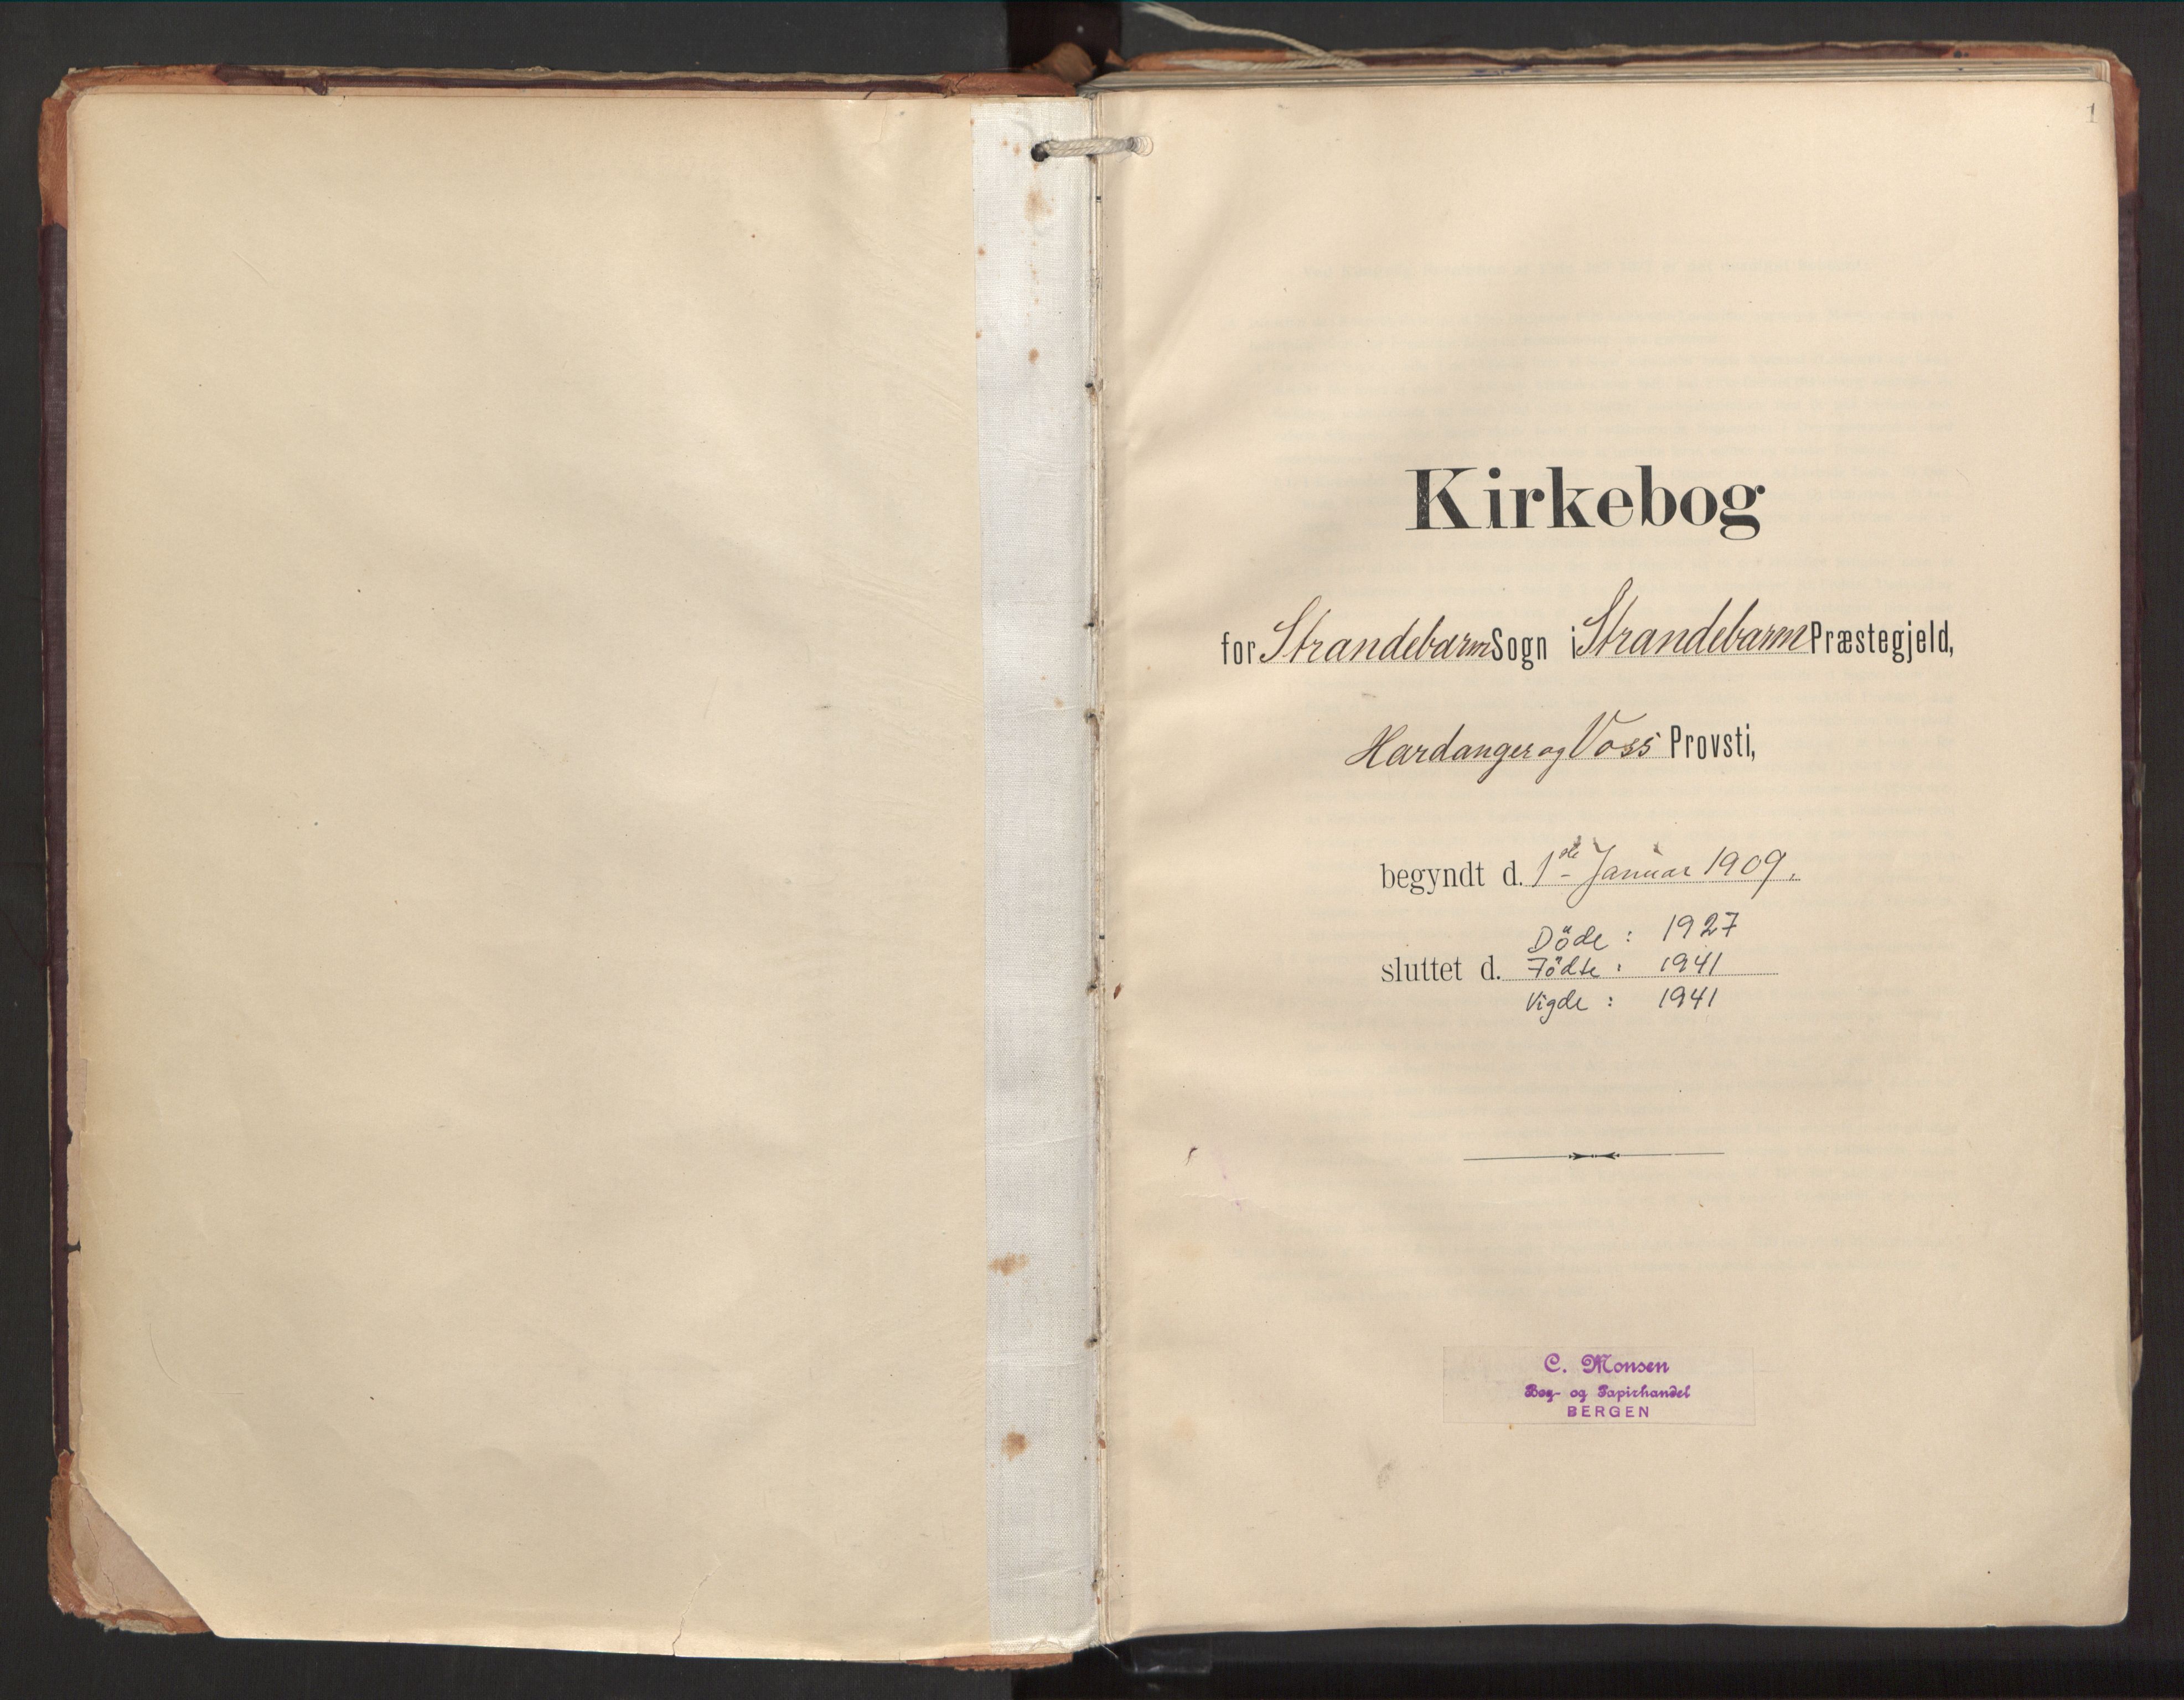 1
Kirkebog
for Strandebarm Sogn i Strandebarm Præstegjeld,
Hardanger og Voss Provsti,
begyndt d. 1ste Januar 1909.
Döde : 1927
sluttet d. Födte : 1941
Vigde : 1941
C. Monsen
Bog- og Papirhandel
BERGEN